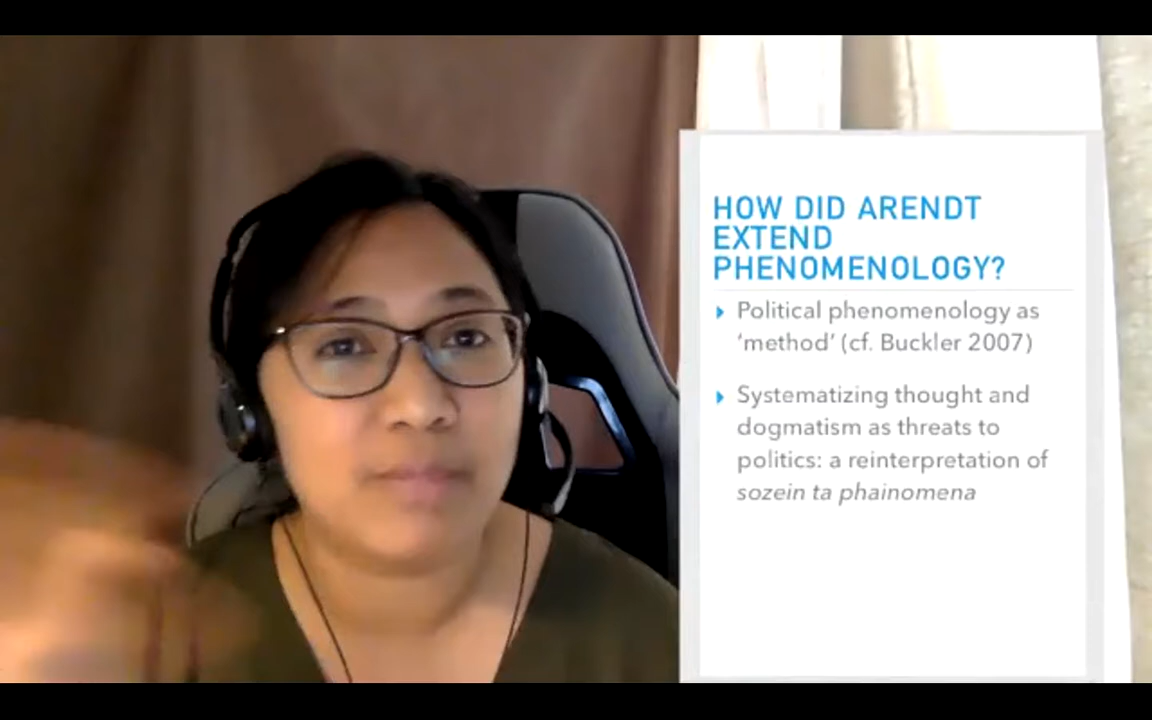 HOW DID ARENDT
EXTEND
PHENOMENOLOGY?
Political phenomenology as
‘method’ (cf. Buckler 2007)
Systematizing thought and
dogmatism as threats to
politics: a reinterpretation of
sozein ta phainomena